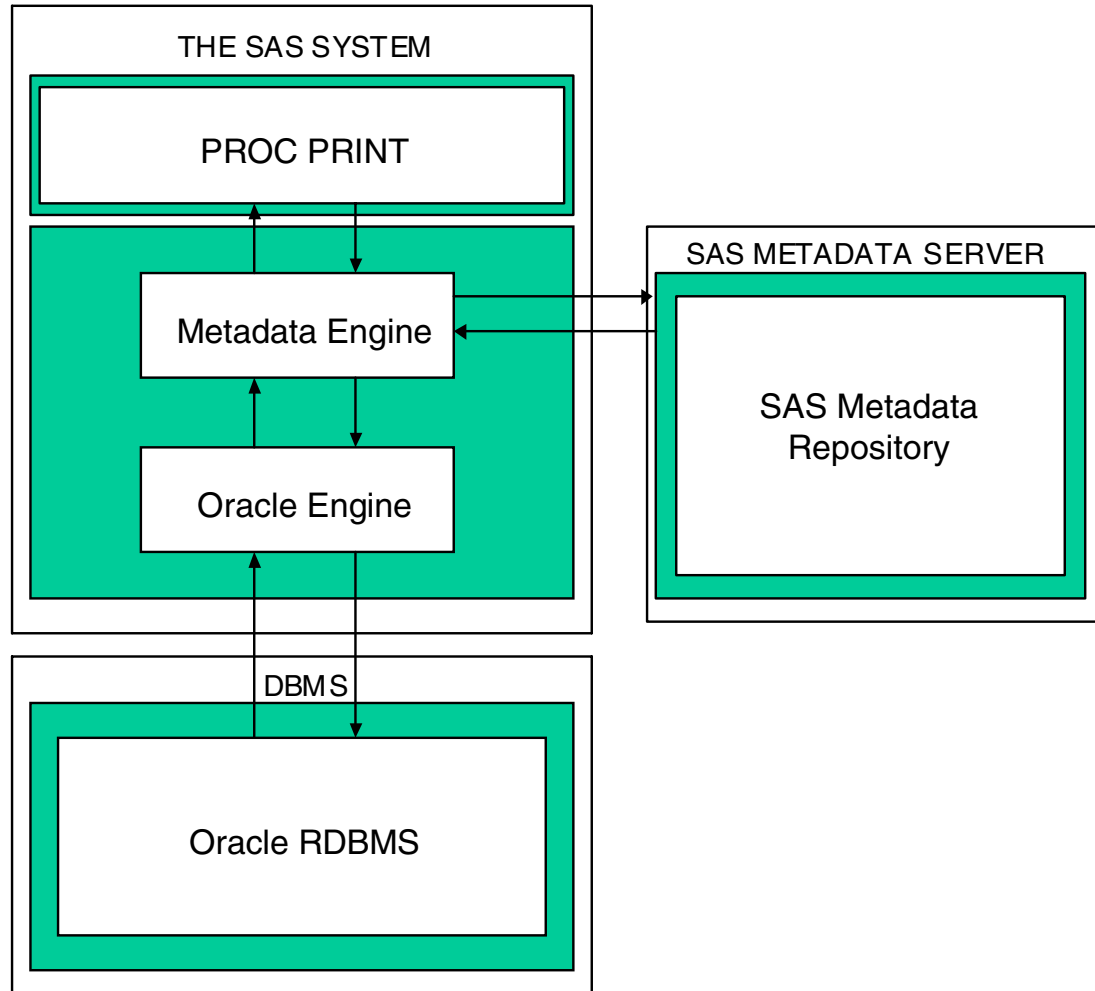 THE SAS SYSTEM
PROC PRINT
SAS METADATA SERVER
Metadata Engine
SAS Metadata
Repository
Oracle Engine
DBMS
Oracle RDBMS